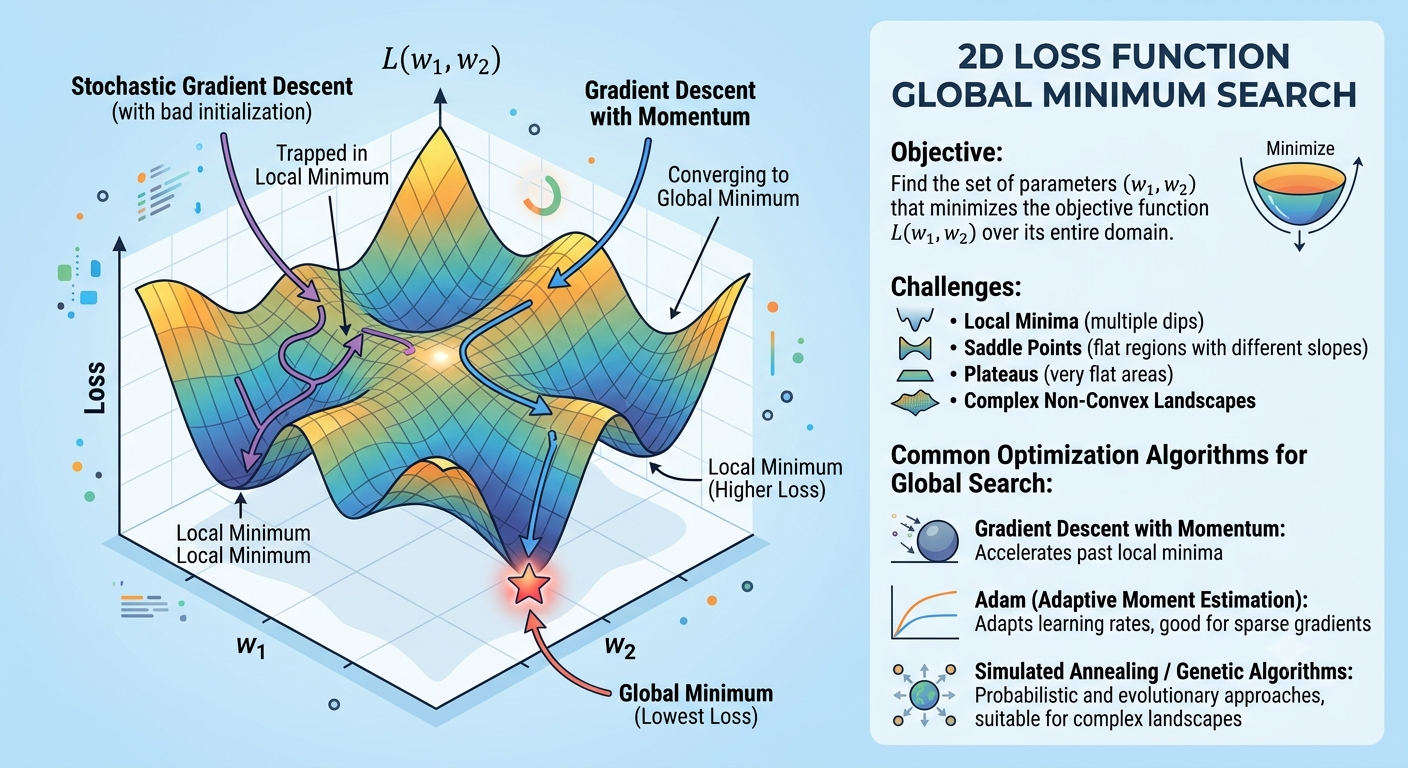 L(w₁, w₂)
Stochastic Gradient Descent
(with bad initialization)
Trapped in
Local Minimum
Gradient Descent
with Momentum
Converging to
Global Minimum
Loss
Local Minimum
Local Minimum
Local Minimum
(Higher Loss)
w₁
w₂
Global Minimum
(Lowest Loss)
2D LOSS FUNCTION
GLOBAL MINIMUM SEARCH
Objective:
Find the set of parameters (w₁, w₂)
that minimizes the objective function
L(w₁, w₂) over its entire domain.
Minimize
Challenges:
• Local Minima (multiple dips)
• Saddle Points (flat regions with different slopes)
• Plateaus (very flat areas)
• Complex Non-Convex Landscapes
Common Optimization Algorithms for
Global Search:
Gradient Descent with Momentum:
Accelerates past local minima
Adam (Adaptive Moment Estimation):
Adapts learning rates, good for sparse gradients
Simulated Annealing / Genetic Algorithms:
Probabilistic and evolutionary approaches,
suitable for complex landscapes